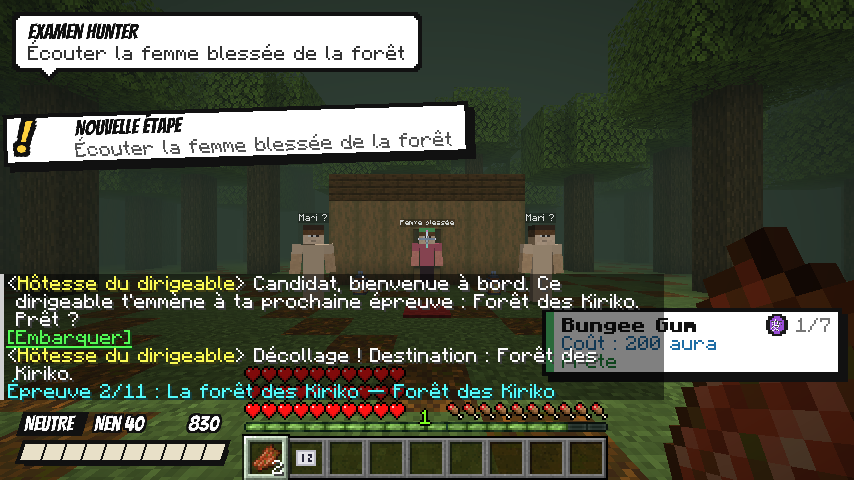 EXAMEN HUNTER
Écouter la femme blessée de la forêt
NOUVELLE ÉTAPE
Écouter la femme blessée de la forêt
Mari ?
Femme blessée
Mari ?
<Hôtesse du dirigeable> Candidat, bienvenue à bord. Ce
dirigeable t'emmène à ta prochaine épreuve : Forêt des Kiriko.
Prêt ?
[Embarquer]
<Hôtesse du dirigeable> Décollage ! Destination : Forêt des
Kiriko.
Épreuve 2/11 : La forêt des Kiriko — Forêt des Kiriko
Bungee Gum
1/7
Coût : 200 aura
Prête
NEUTRE
NEN 40
830
1
2
12